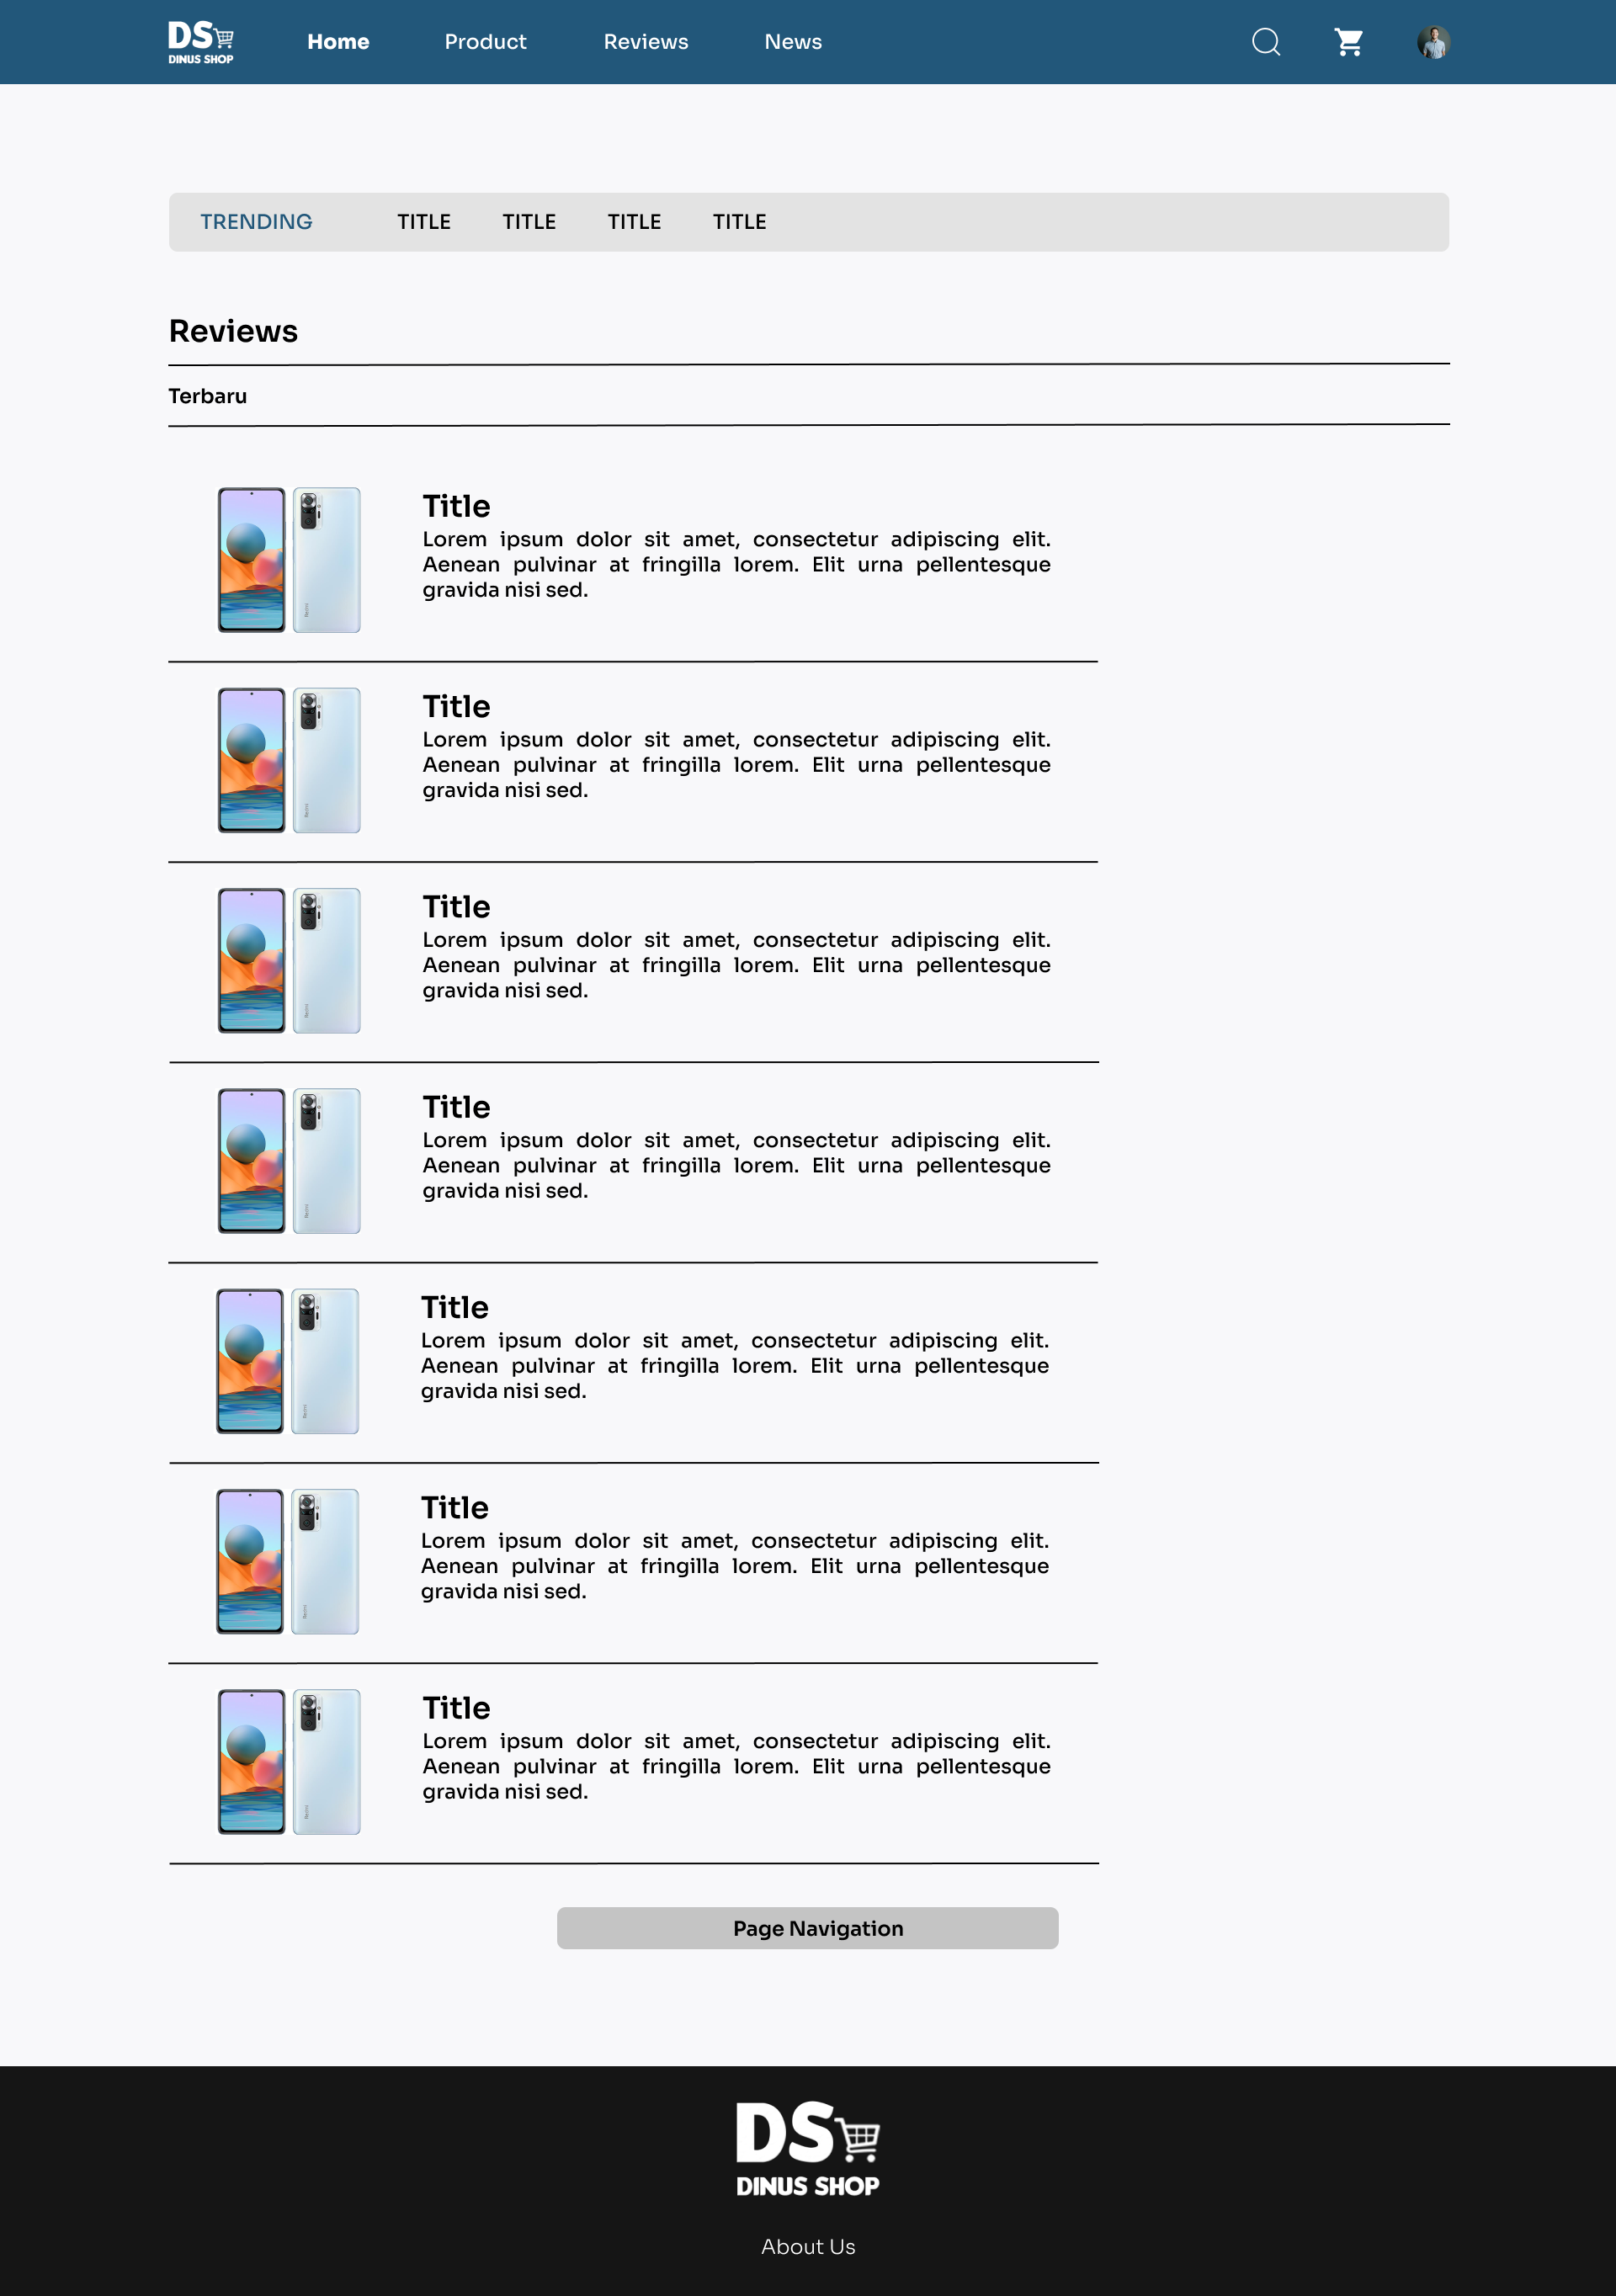 DS
DINUS SHOP
Home Product Reviews News
TRENDING TITLE TITLE TITLE TITLE
Reviews
Terbaru
Title
Lorem ipsum dolor sit amet, consectetur adipiscing elit.
Aenean pulvinar at fringilla lorem. Elit urna pellentesque
gravida nisi sed.
Redmi
Title
Lorem ipsum dolor sit amet, consectetur adipiscing elit.
Aenean pulvinar at fringilla lorem. Elit urna pellentesque
gravida nisi sed.
Redmi
Title
Lorem ipsum dolor sit amet, consectetur adipiscing elit.
Aenean pulvinar at fringilla lorem. Elit urna pellentesque
gravida nisi sed.
Redmi
Title
Lorem ipsum dolor sit amet, consectetur adipiscing elit.
Aenean pulvinar at fringilla lorem. Elit urna pellentesque
gravida nisi sed.
Redmi
Title
Lorem ipsum dolor sit amet, consectetur adipiscing elit.
Aenean pulvinar at fringilla lorem. Elit urna pellentesque
gravida nisi sed.
Redmi
Title
Lorem ipsum dolor sit amet, consectetur adipiscing elit.
Aenean pulvinar at fringilla lorem. Elit urna pellentesque
gravida nisi sed.
Redmi
Title
Lorem ipsum dolor sit amet, consectetur adipiscing elit.
Aenean pulvinar at fringilla lorem. Elit urna pellentesque
gravida nisi sed.
Redmi
Page Navigation
DS
DINUS SHOP
About Us